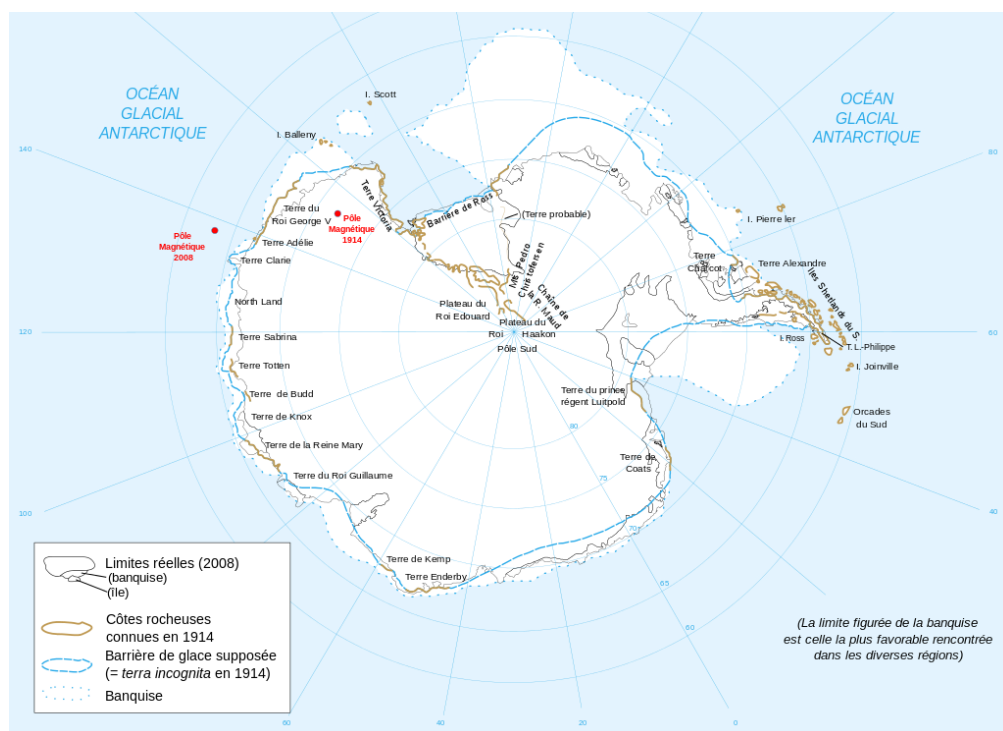 OCÉAN
GLACIAL
ANTARCTIQUE
I. Scott
I. Balleny
OCÉAN
GLACIAL
ANTARCTIQUE
140
80
Terre Victoria
Barrière de Ross
Terre du
Roi George V
Pôle
Magnétique
1914
(Terre probable)
I. Pierre Ier
Pôle
Magnétique
2008
Terre Adélie
Terre Clarie
Terre
Charcot
Terre Alexandre
Iles Sherlands du S.
Pedro
Christofersen
Chaîne de
la R. Maud
North Land
Plateau du
Roi Edouard
Plateau du
Roi Haakon
Pôle Sud
120
60
Terre Sabrina
I. Ross
T.L.-Philippe
Terre Totten
I. Joinville
Terre de Budd
Terre du prince
régent Luitpold
Terre de Knox
Orcades
du Sud
80
Terre de la Reine Mary
Terre de
Coats
Terre du Roi Guillaume
75
100
40
70
Terre de Kemp
Terre Enderby
65
60
Limites réelles (2008)
(banquise)
(île)
Côtes rocheuses
connues en 1914
Barrière de glace supposée
(= terra incognita en 1914)
Banquise
(La limite figurée de la banquise
est celle la plus favorable rencontrée
dans les diverses régions)
60
40
20
0